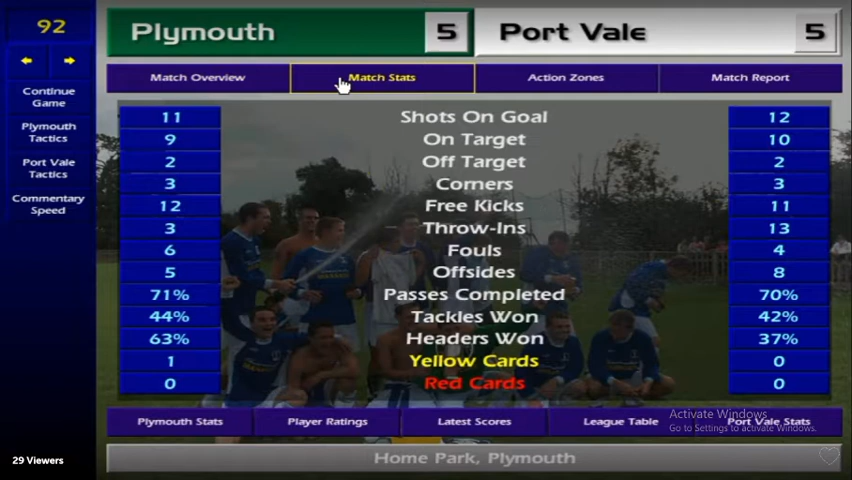 92
Plymouth 5 Port Vale 5
Match Overview Match Stats Action Zones Match Report
Continue
Game
Plymouth
Tactics
Port Vale
Tactics
Commentary
Speed
11 Shots On Goal 12
9 On Target 10
2 Off Target 2
3 Corners 3
12 Free Kicks 11
3 Throw-Ins 13
6 Fouls 4
5 Offsides 8
71% Passes Completed 70%
44% Tackles Won 42%
63% Headers Won 37%
1 Yellow Cards 0
0 Red Cards 0
Activate Windows
Go to Settings to activate Windows.
Plymouth Stats Player Ratings Latest Scores League Table Port Vale Stats
Home Park, Plymouth
29 Viewers